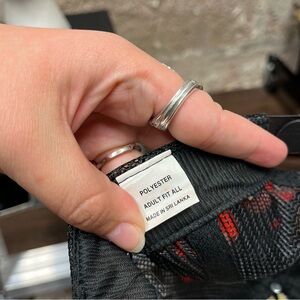 POLYESTER
ADULT FIT ALL
MADE IN SRI LANKA